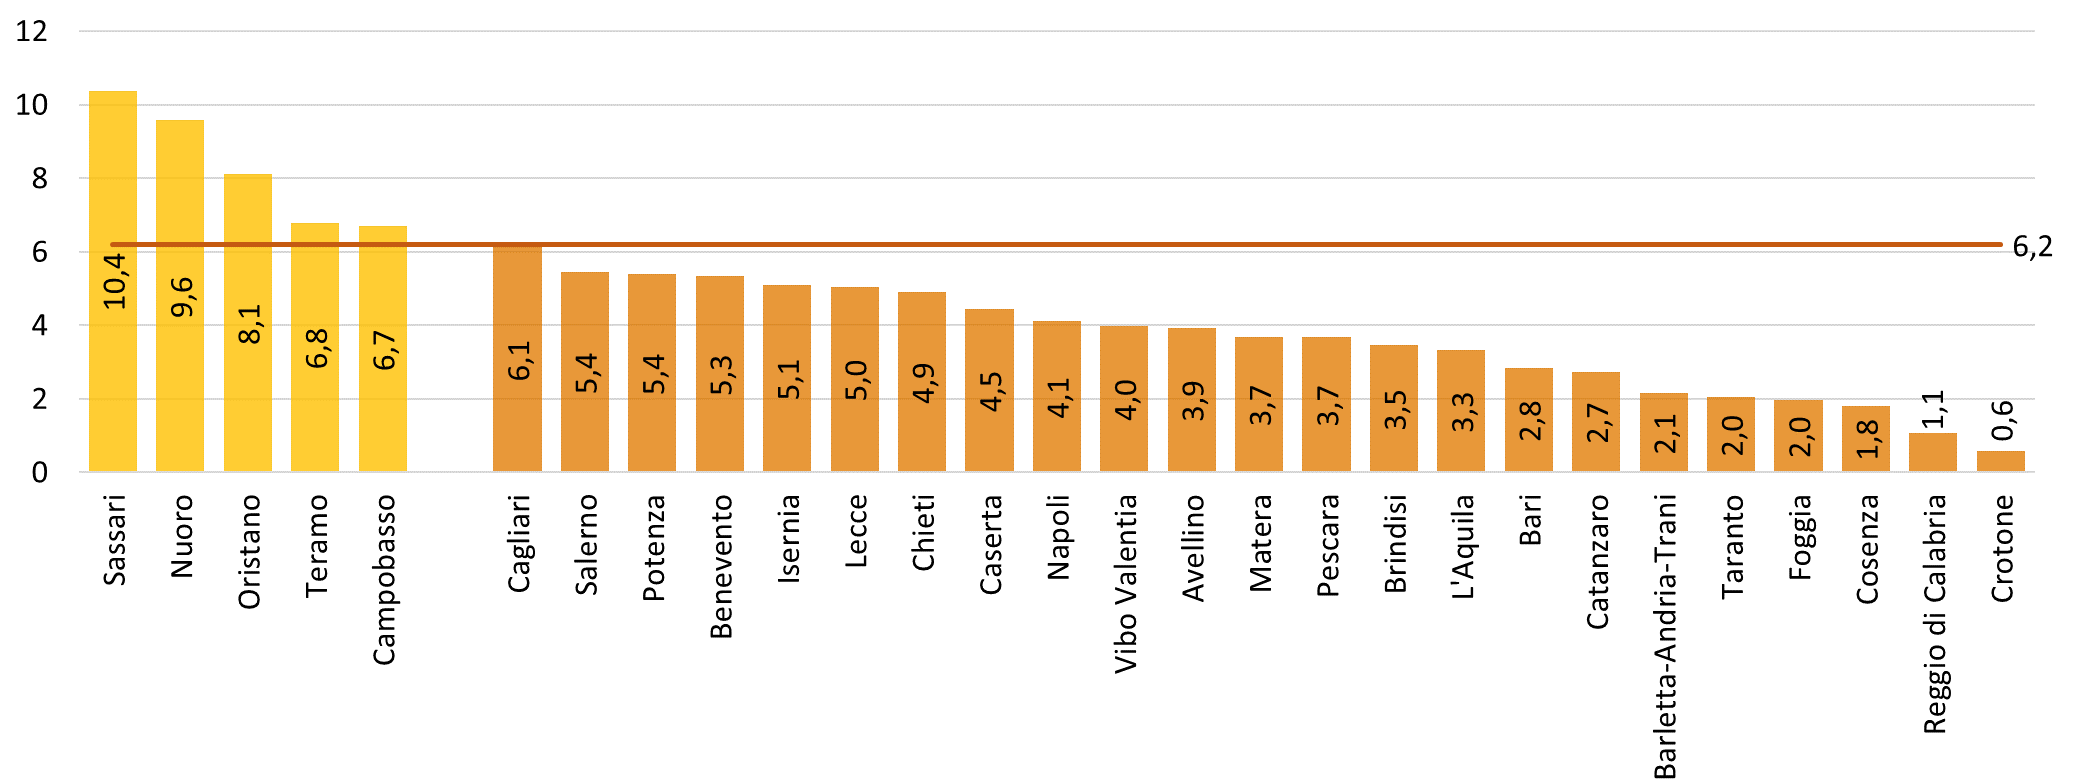 12
10
8
6
4
2
0
10,4
9,6
8,1
6,8
6,7
6,1
5,4
5,4
5,3
5,1
5,0
4,9
4,5
4,1
4,0
3,9
3,7
3,7
3,5
3,3
2,8
2,7
2,1
2,0
2,0
1,8
1,1
0,6
6,2
Sassari
Nuoro
Oristano
Teramo
Campobasso
Cagliari
Salerno
Potenza
Benevento
Isernia
Lecce
Chieti
Caserta
Napoli
Vibo Valentia
Avellino
Matera
Pescara
Brindisi
L'Aquila
Bari
Catanzaro
Barletta-Andria-Trani
Taranto
Foggia
Cosenza
Reggio di Calabria
Crotone